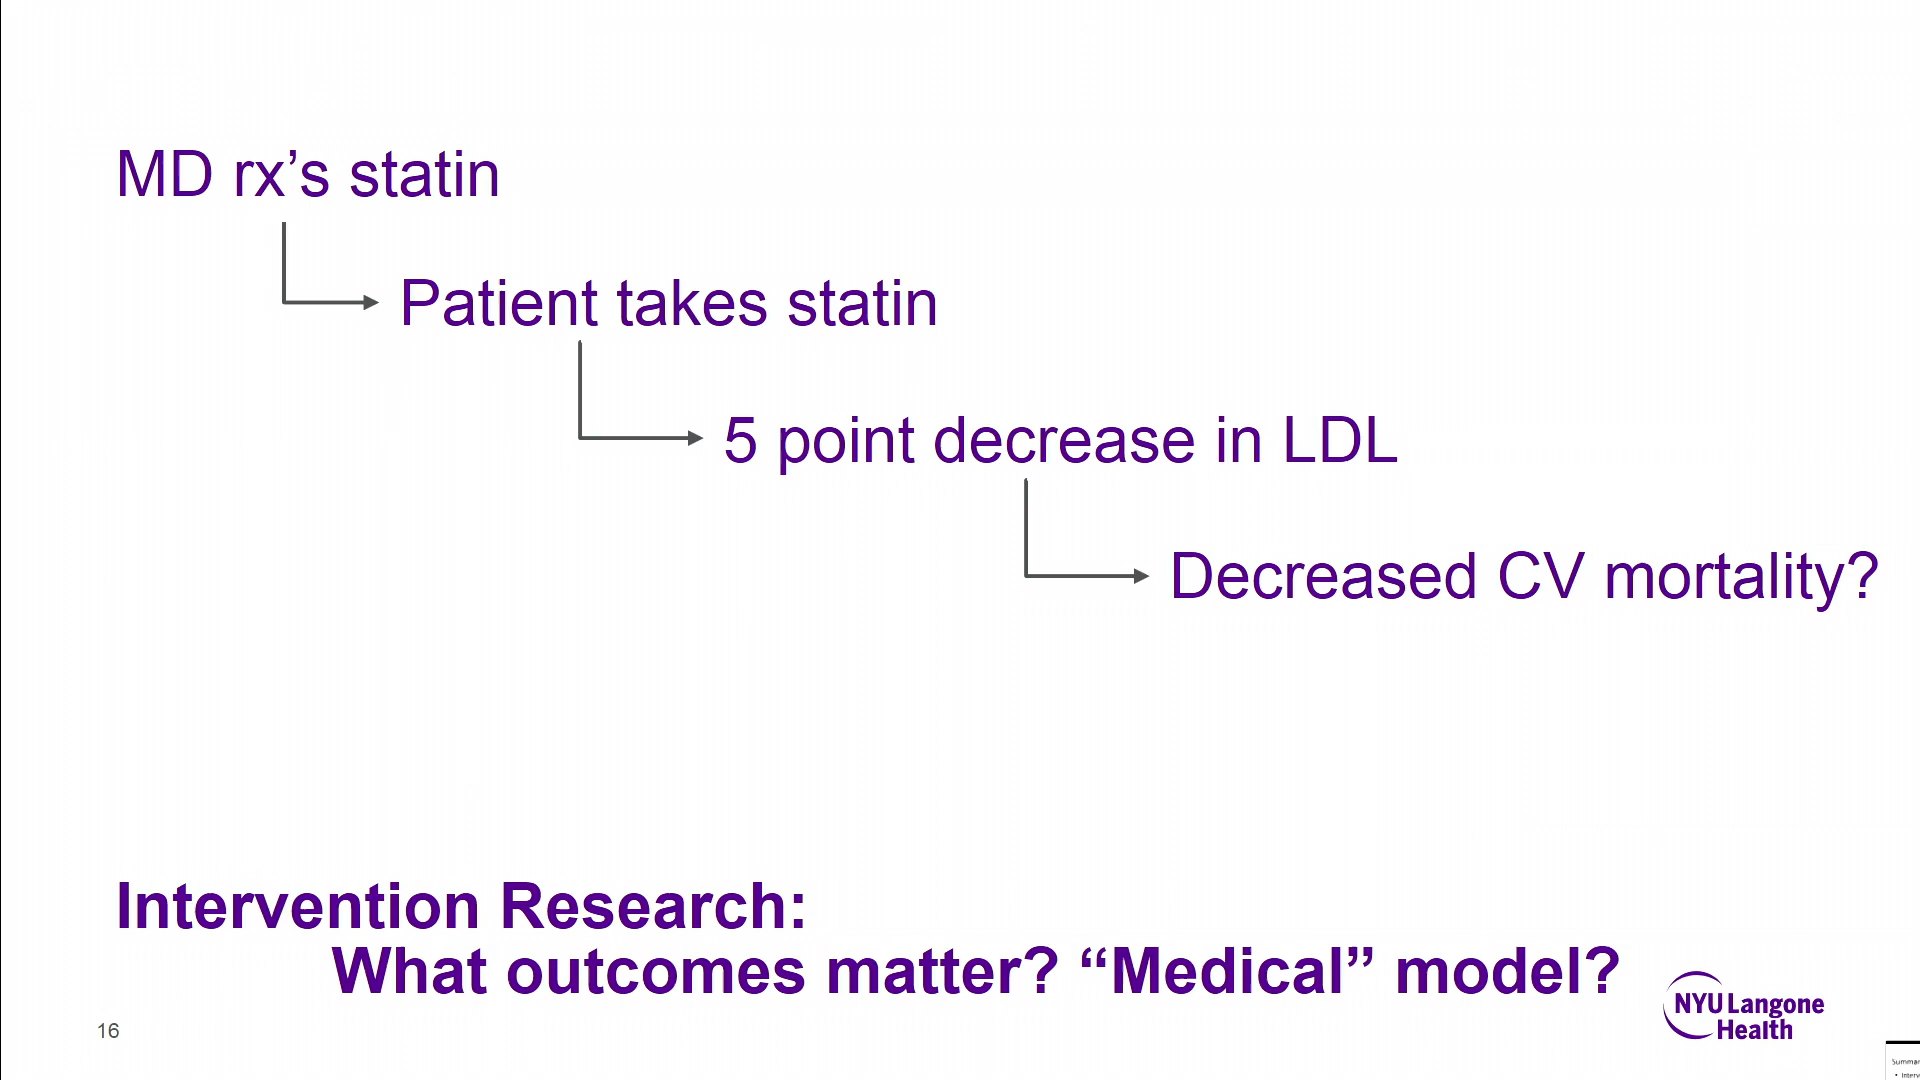 MD rx’s statin
Patient takes statin
5 point decrease in LDL
Decreased CV mortality?
Intervention Research:
What outcomes matter? “Medical” model?
NYU Langone
Health
16